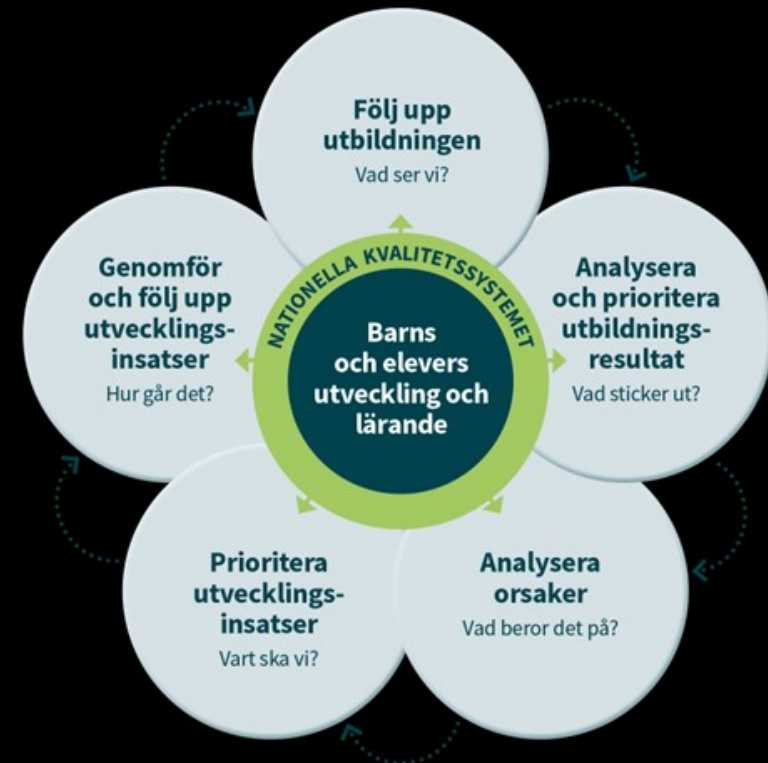 Följ upp
utbildningen
Vad ser vi?
Analysera
och prioritera
utbildnings-
resultat
Vad sticker ut?
Analysera
orsaker
Vad beror det på?
Prioritera
utvecklings-
insatser
Vart ska vi?
Genomför
och följ upp
utvecklings-
insatser
Hur går det?
NATIONELLA KVALITETSSYSTEMET
Barns
och elevers
utveckling och
lärande